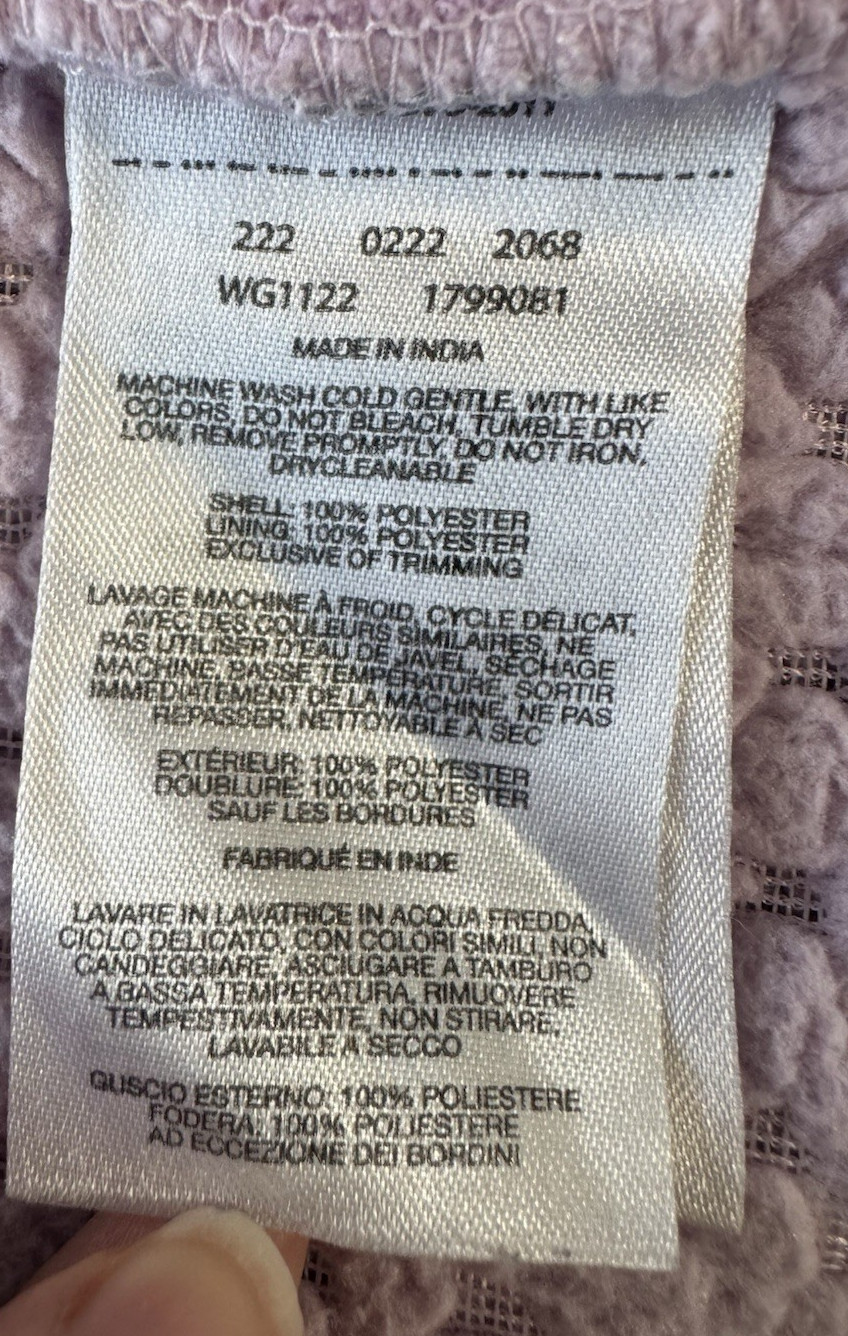 222 0222 2068
WG1122 1799081
MADE IN INDIA
MACHINE WASH COLD GENTLE, WITH LIKE
COLORS, DO NOT BLEACH, TUMBLE DRY
LOW, REMOVE PROMPTLY, DO NOT IRON,
DRYCLEANABLE
SHELL: 100% POLYESTER
LINING: 100% POLYESTER
EXCLUSIVE OF TRIMMING
LAVAGE MACHINE À FROID, CYCLE DÉLICAT,
AVEC DES COULEURS SIMILAIRES, NE
PAS UTILISER D'EAU DE JAVEL, SÉCHAGE
MACHINE, PASSE TEMPERATURE, SORTIR
IMMÉDIATEMENT DE LA MACHINE, NE PAS
REPASSER, NETTOYABLE À SEC
EXTÉRIEUR: 100% POLYESTER
DOUBLURE: 100% POLYESTER
SAUF LES BORDURES
FABRIQUÉ EN INDE
LAVARE IN LAVATRICE IN ACQUA FREDDA,
CICLO DELICATO, CON COLORI SIMILI, NON
CANDEGGIARE, ASCIUGARE A TAMBURO
A BASSA TEMPERATURA, RIMUOVERE
TEMPESTIVAMENTE, NON STIRARE,
LAVABILE A SECCO
GUSCIO ESTERNO: 100% POLIESTERE
FODERA: 100% POLIESTERE
AD ECCEZIONE DEI BORDINI